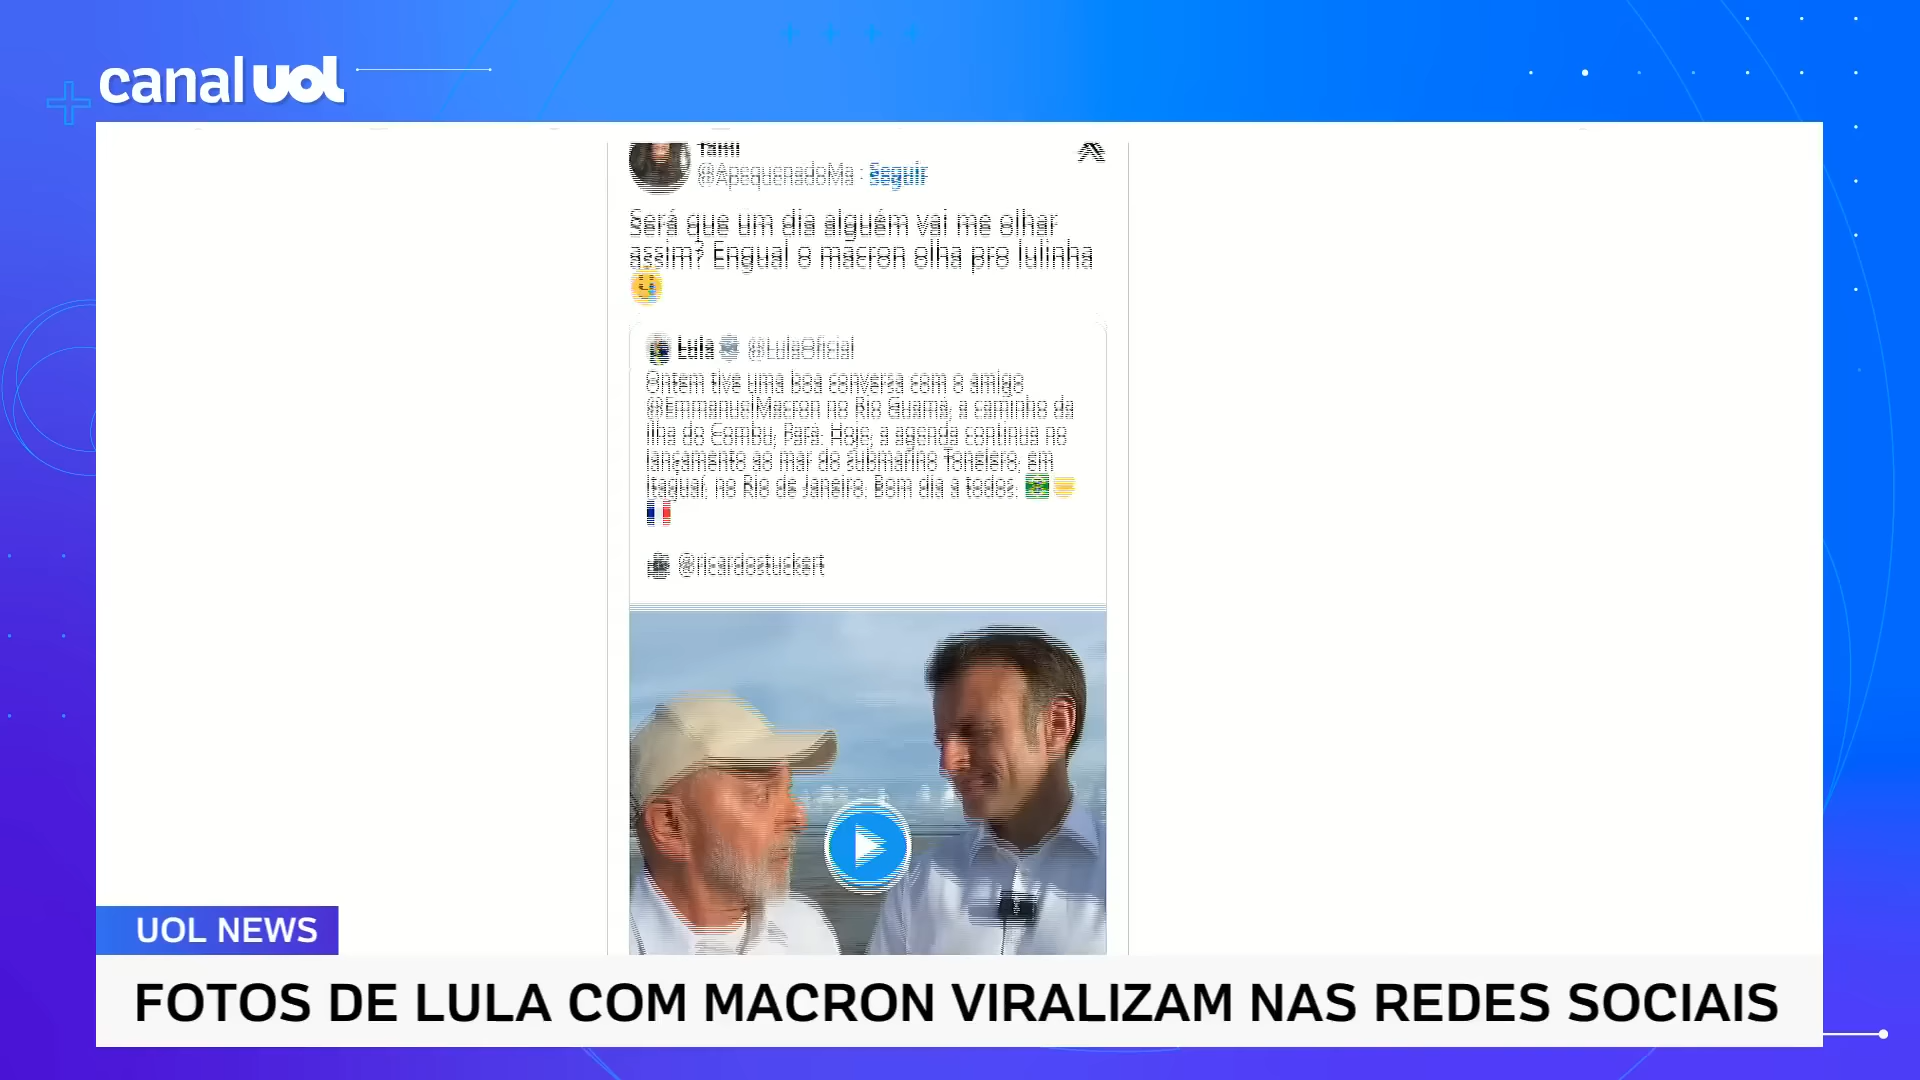 canal uol
Tami
@ApequenadoMa · Seguir
Será que um dia alguém vai me olhar
assim? Engual o macron olha pro lulinha
Lula @LulaOficial
Ontem tive uma boa conversa com o amigo
@EmmanuelMacron no Rio Guamá, a caminho da
Ilha do Combu, Pará. Hoje, a agenda continua no
lançamento ao mar do submarino Tonelero, em
Itaguaí, no Rio de Janeiro. Bom dia a todos.
@ricardostuckert
UOL NEWS
FOTOS DE LULA COM MACRON VIRALIZAM NAS REDES SOCIAIS